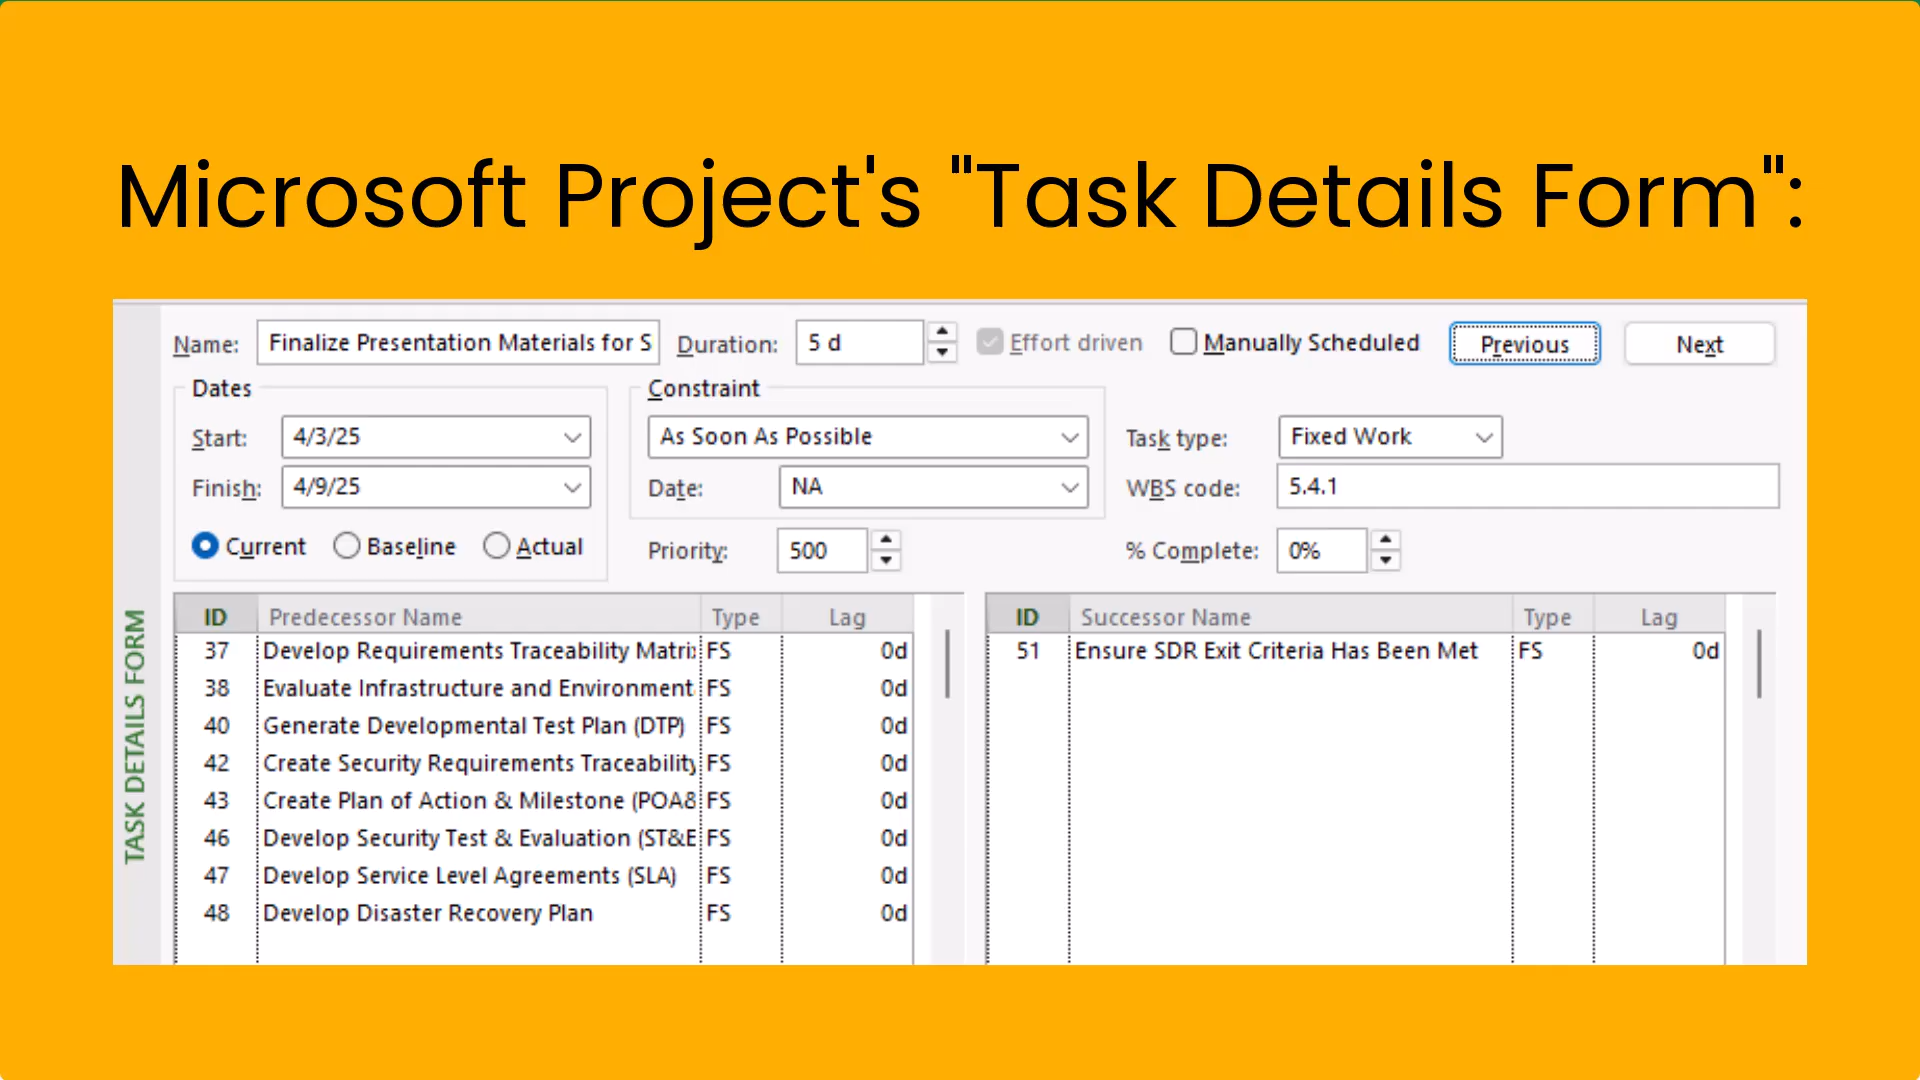 Microsoft Project's "Task Details Form":
Name: Finalize Presentation Materials for S Duration: 5 d Effort driven Manually Scheduled Previous Next
Dates Constraint
Start: 4/3/25 As Soon As Possible Task type: Fixed Work
Finish: 4/9/25 Date: NA WBS code: 5.4.1
Current Baseline Actual Priority: 500 % Complete: 0%
TASK DETAILS FORM
ID Predecessor Name Type Lag
37 Develop Requirements Traceability Matrix FS 0d
38 Evaluate Infrastructure and Environment FS 0d
40 Generate Developmental Test Plan (DTP) FS 0d
42 Create Security Requirements Traceability FS 0d
43 Create Plan of Action & Milestone (POA& FS 0d
46 Develop Security Test & Evaluation (ST&E FS 0d
47 Develop Service Level Agreements (SLA) FS 0d
48 Develop Disaster Recovery Plan FS 0d
ID Successor Name Type Lag
51 Ensure SDR Exit Criteria Has Been Met FS 0d